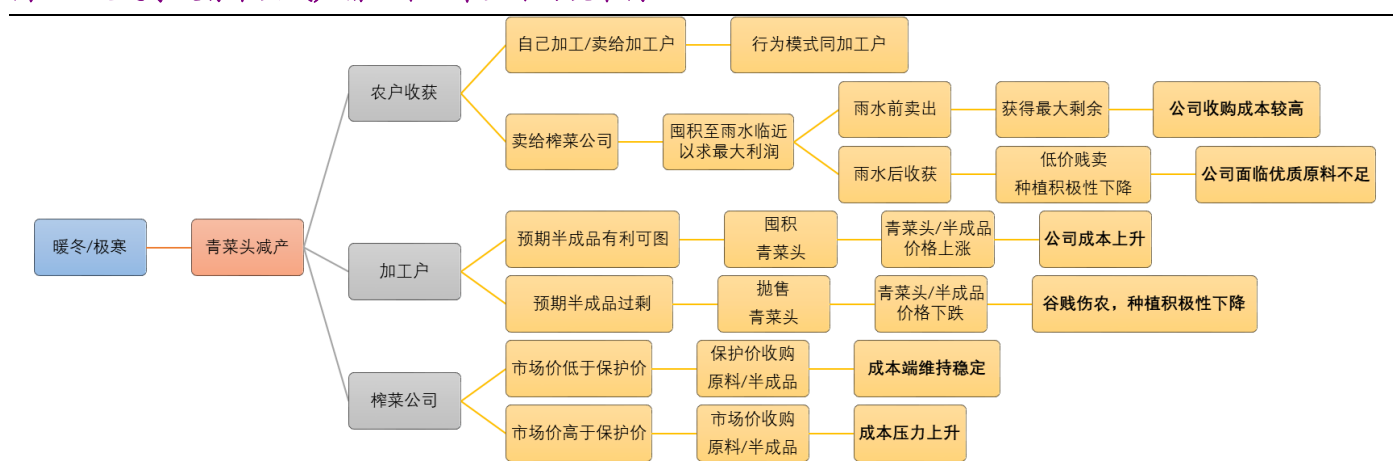 自己加工/卖给加工户
行为模式同加工户
农户收获
雨水前卖出
获得最大剩余
公司收购成本较高
卖给榨菜公司
囤积至雨水临近
以求最大利润
雨水后收获
低价贱卖
种植积极性下降
公司面临优质原料不足
暖冬/极寒
青菜头减产
加工户
预期半成品有利可图
囤积
青菜头
青菜头/半成品
价格上涨
公司成本上升
预期半成品过剩
抛售
青菜头
青菜头/半成品
价格下跌
谷贱伤农，种植积极性下降
榨菜公司
市场价低于保护价
保护价收购
原料/半成品
成本端维持稳定
市场价高于保护价
市场价收购
原料/半成品
成本压力上升